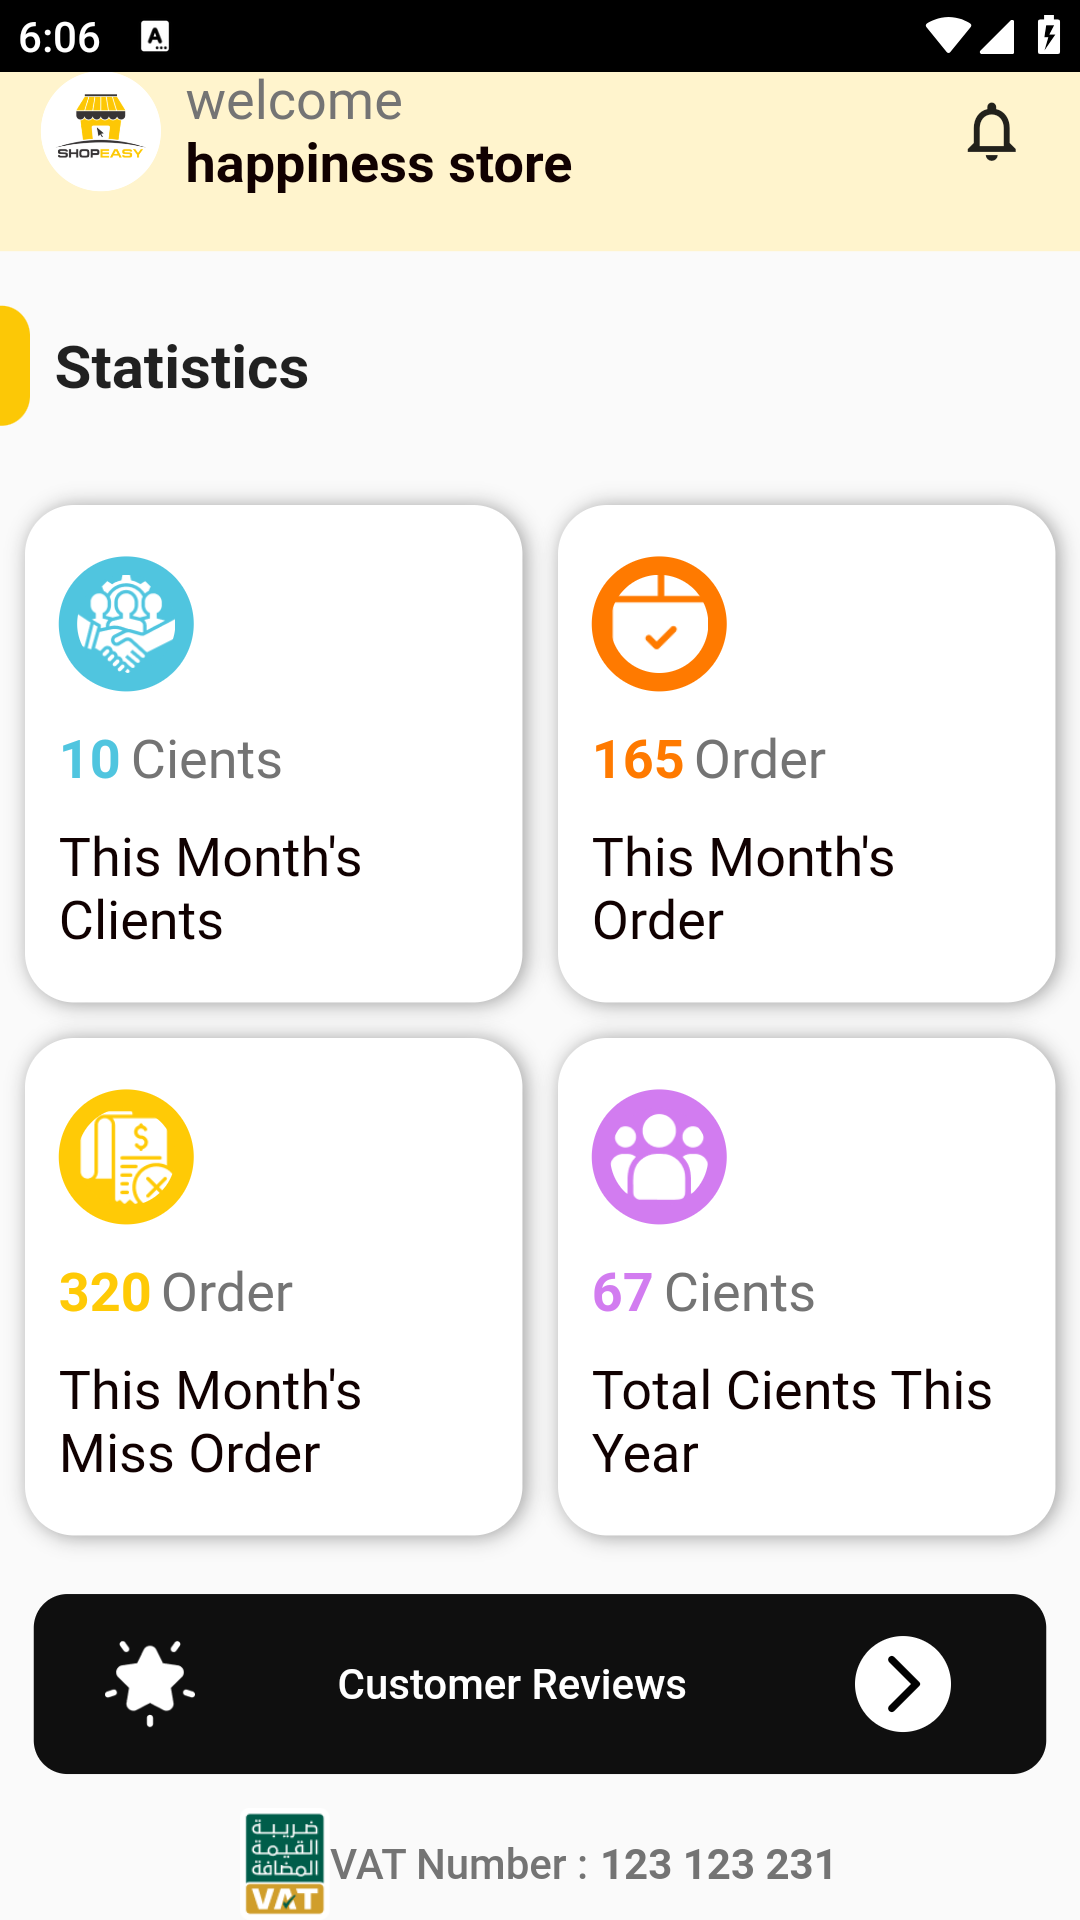 6:06
A
welcome
SHOPEASY
happiness store
Statistics
10 Cients
This Month's
Clients
165 Order
This Month's
Order
320 Order
This Month's
Miss Order
67 Cients
Total Cients This
Year
Customer Reviews
ضريبة
القيمة
المضافة
VAT
VAT Number : 123 123 231